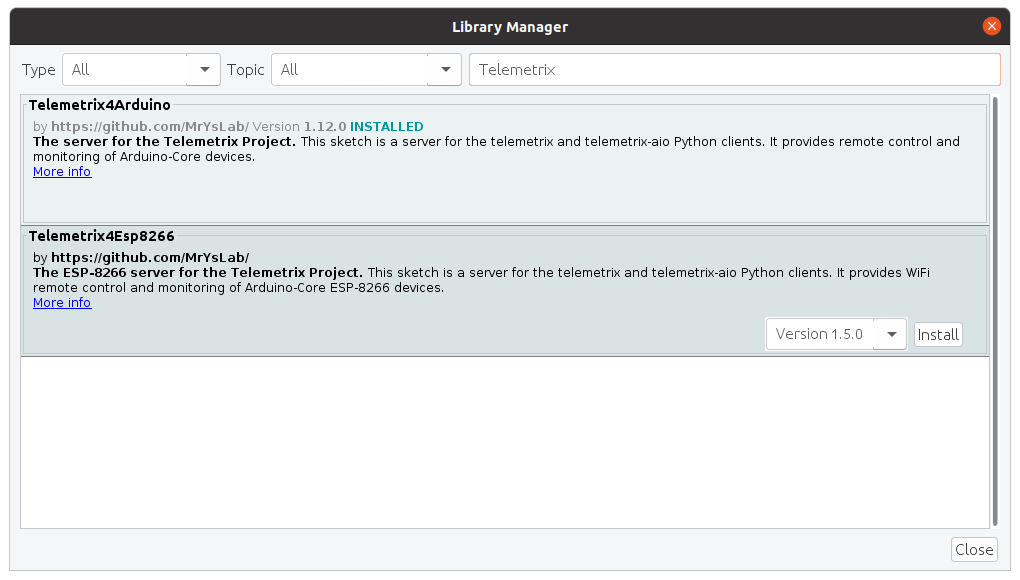 Library Manager
Type All Topic All Telemetrix
Telemetrix4Arduino
by https://github.com/MrYsLab/ Version 1.12.0 INSTALLED
The server for the Telemetrix Project. This sketch is a server for the telemetrix and telemetrix-aio Python clients. It provides remote control and
monitoring of Arduino-Core devices.
More info
Telemetrix4Esp8266
by https://github.com/MrYsLab/
The ESP-8266 server for the Telemetrix Project. This sketch is a server for the telemetrix and telemetrix-aio Python clients. It provides WiFi
remote control and monitoring of Arduino-Core ESP-8266 devices.
More info
Version 1.5.0 Install
Close